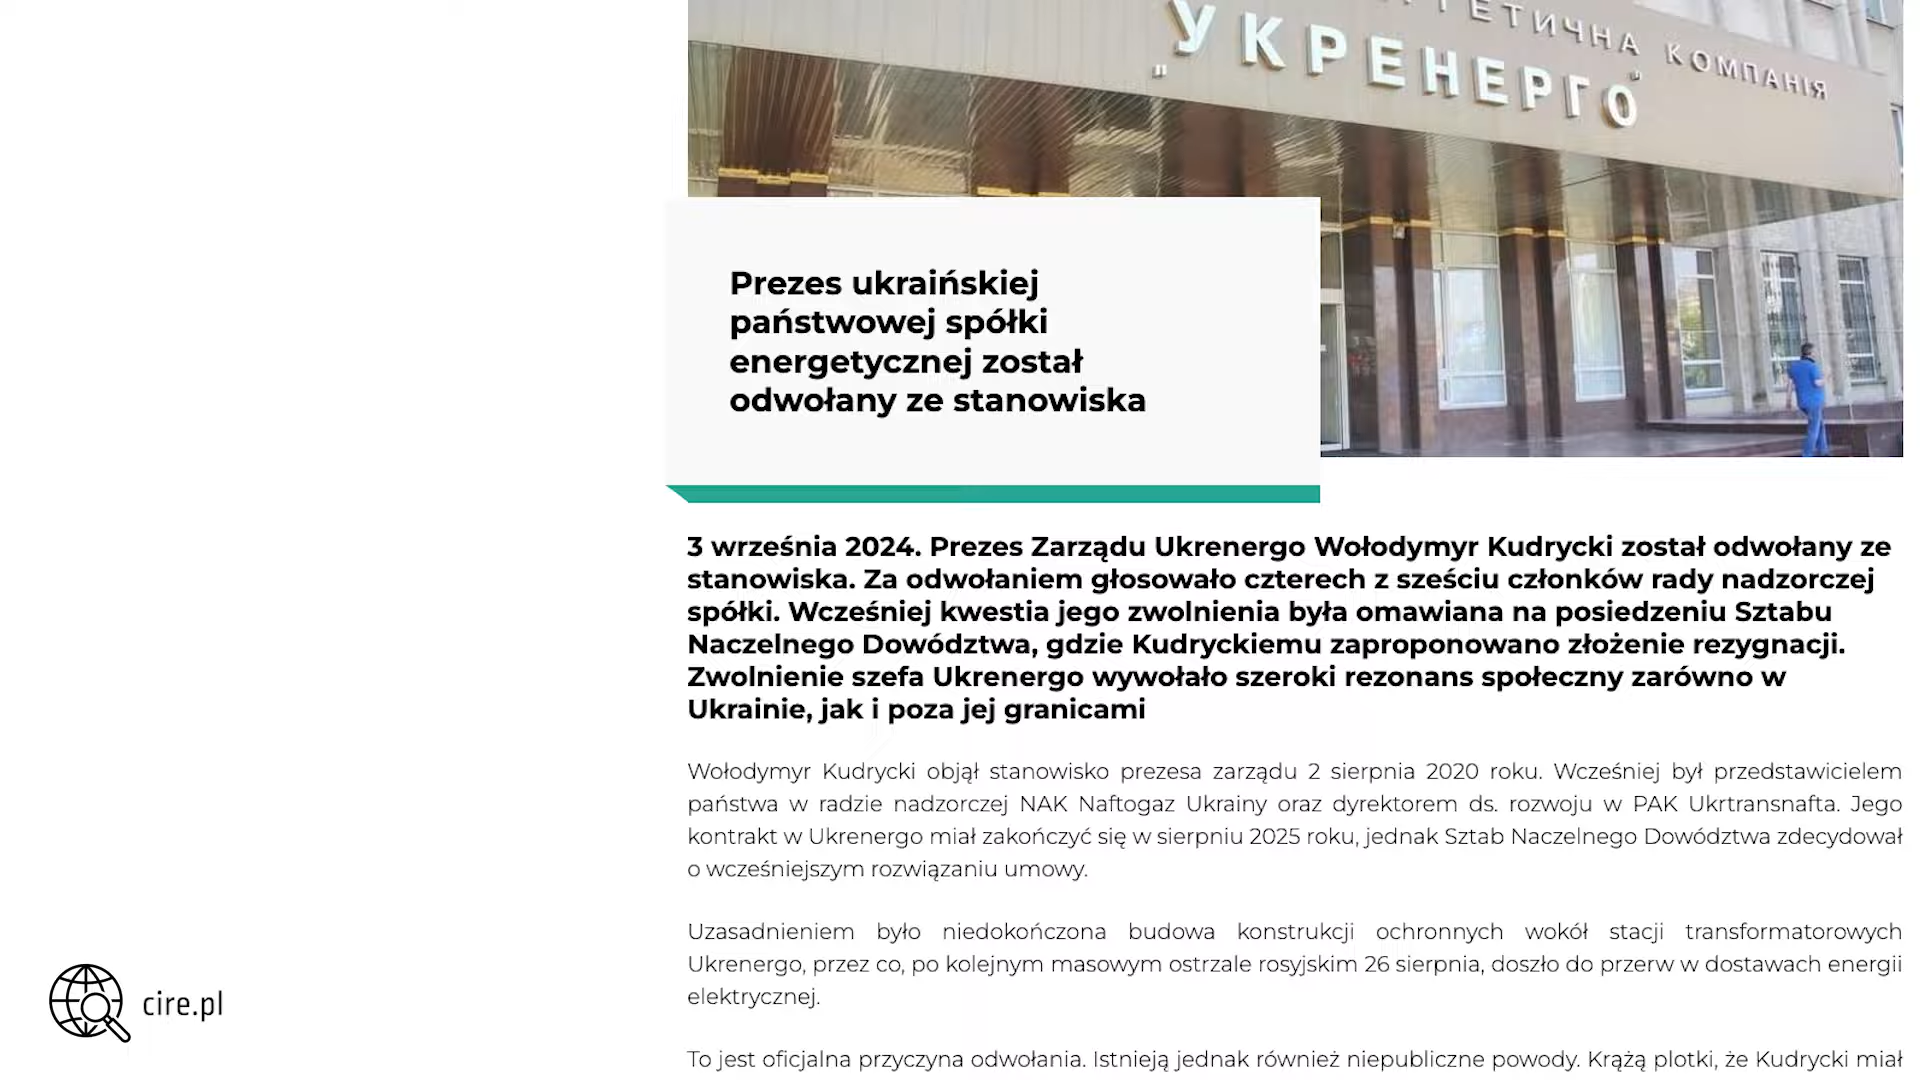 ЕТИЧНА КОМПАНІЯ
"УКРЕНЕРГО"
Prezes ukraińskiej
państwowej spółki
energetycznej został
odwołany ze stanowiska
3 września 2024. Prezes Zarządu Ukrenergo Wołodymyr Kudrycki został odwołany ze
stanowiska. Za odwołaniem głosowało czterech z sześciu członków rady nadzorczej
spółki. Wcześniej kwestia jego zwolnienia była omawiana na posiedzeniu Sztabu
Naczelnego Dowództwa, gdzie Kudryckiemu zaproponowano złożenie rezygnacji.
Zwolnienie szefa Ukrenergo wywołało szeroki rezonans społeczny zarówno w
Ukrainie, jak i poza jej granicami
Wołodymyr Kudrycki objął stanowisko prezesa zarządu 2 sierpnia 2020 roku. Wcześniej był przedstawicielem
państwa w radzie nadzorczej NAK Naftogaz Ukrainy oraz dyrektorem ds. rozwoju w PAK Ukrtransnafta. Jego
kontrakt w Ukrenergo miał zakończyć się w sierpniu 2025 roku, jednak Sztab Naczelnego Dowództwa zdecydował
o wcześniejszym rozwiązaniu umowy.
Uzasadnieniem było niedokończona budowa konstrukcji ochronnych wokół stacji transformatorowych
Ukrenergo, przez co, po kolejnym masowym ostrzale rosyjskim 26 sierpnia, doszło do przerw w dostawach energii
elektrycznej.
To jest oficjalna przyczyna odwołania. Istnieją jednak również niepubliczne powody. Krążą plotki, że Kudrycki miał
cire.pl